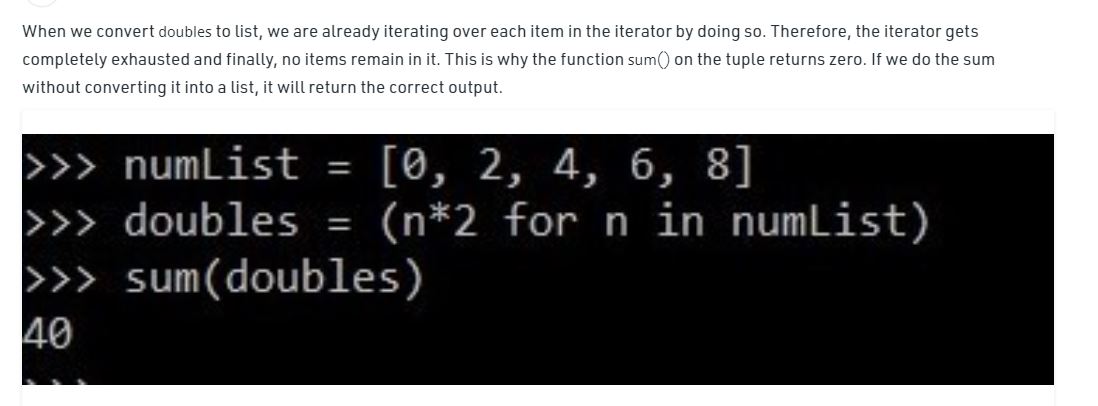 When we convert doubles to list, we are already iterating over each item in the iterator by doing so. Therefore, the iterator gets
completely exhausted and finally, no items remain in it. This is why the function sum() on the tuple returns zero. If we do the sum
without converting it into a list, it will return the correct output.
>>> numList = [0, 2, 4, 6, 8]
>>> doubles = (n*2 for n in numList)
>>> sum(doubles)
40
>>>